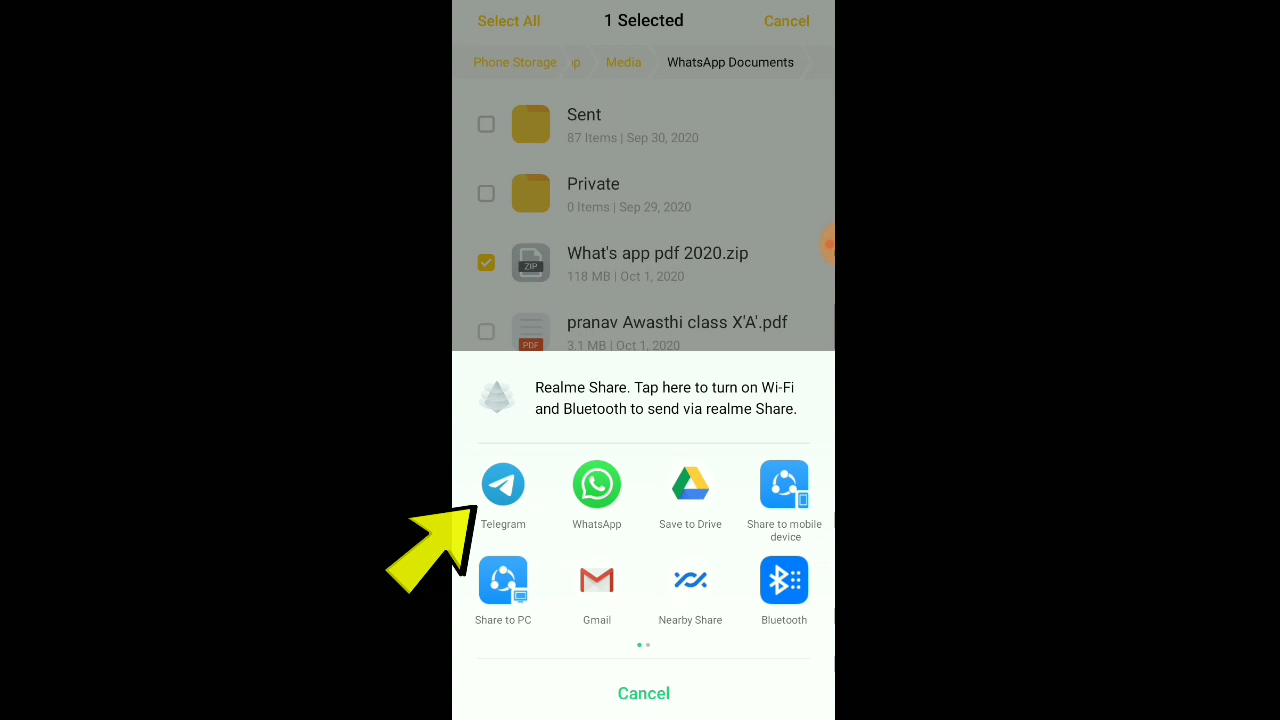 Select All 1 Selected Cancel
Phone Storage pp Media WhatsApp Documents
Sent
87 Items | Sep 30, 2020
Private
0 Items | Sep 29, 2020
ZIP
What's app pdf 2020.zip
118 MB | Oct 1, 2020
pranav Awasthi class X'A'.pdf
PDF
3.1 MB | Oct 1, 2020
Realme Share. Tap here to turn on Wi-Fi
and Bluetooth to send via realme Share.
Telegram WhatsApp Save to Drive Share to mobile
device
Share to PC Gmail Nearby Share Bluetooth
Cancel